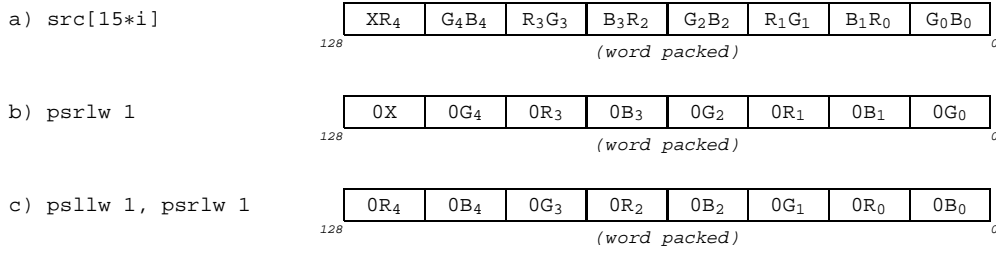 a) src[15*i] XR₄ G₄B₄ R₃G₃ B₃R₂ G₂B₂ R₁G₁ B₁R₀ G₀B₀
128 (word packed) 0
b) psrlw 1 0X 0G₄ 0R₃ 0B₃ 0G₂ 0R₁ 0B₁ 0G₀
128 (word packed) 0
c) psllw 1, psrlw 1 0R₄ 0B₄ 0G₃ 0R₂ 0B₂ 0G₁ 0R₀ 0B₀
128 (word packed) 0